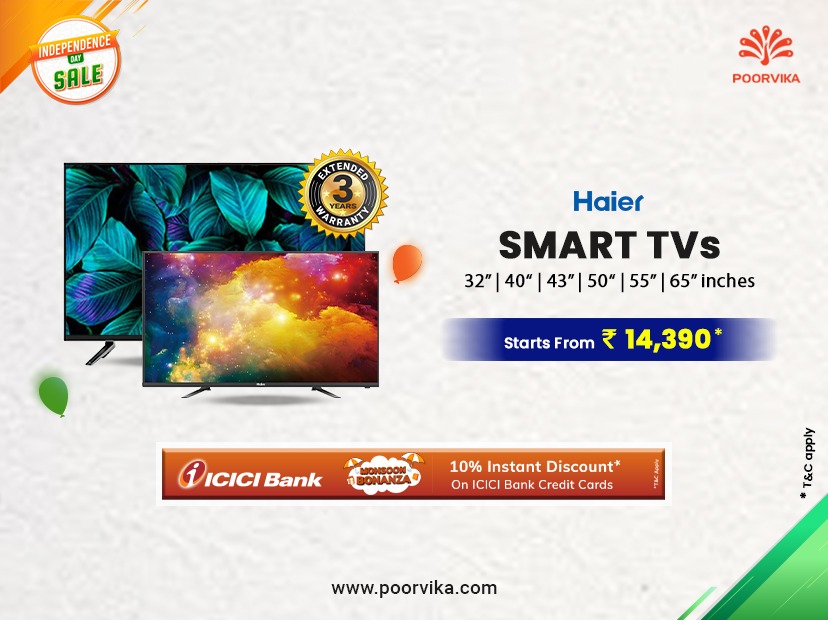 INDEPENDENCE
DAY
SALE
POORVIKA
EXTENDED
3
YEARS
WARRANTY
Haier
Haier
SMART TVs
32” | 40“ | 43” | 50“ | 55” | 65” inches
Starts From ₹ 14,390*
ICICI Bank
MONSOON
BONANZA
10% Instant Discount*
On ICICI Bank Credit Cards
*T&C Apply
* T&C apply
www.poorvika.com